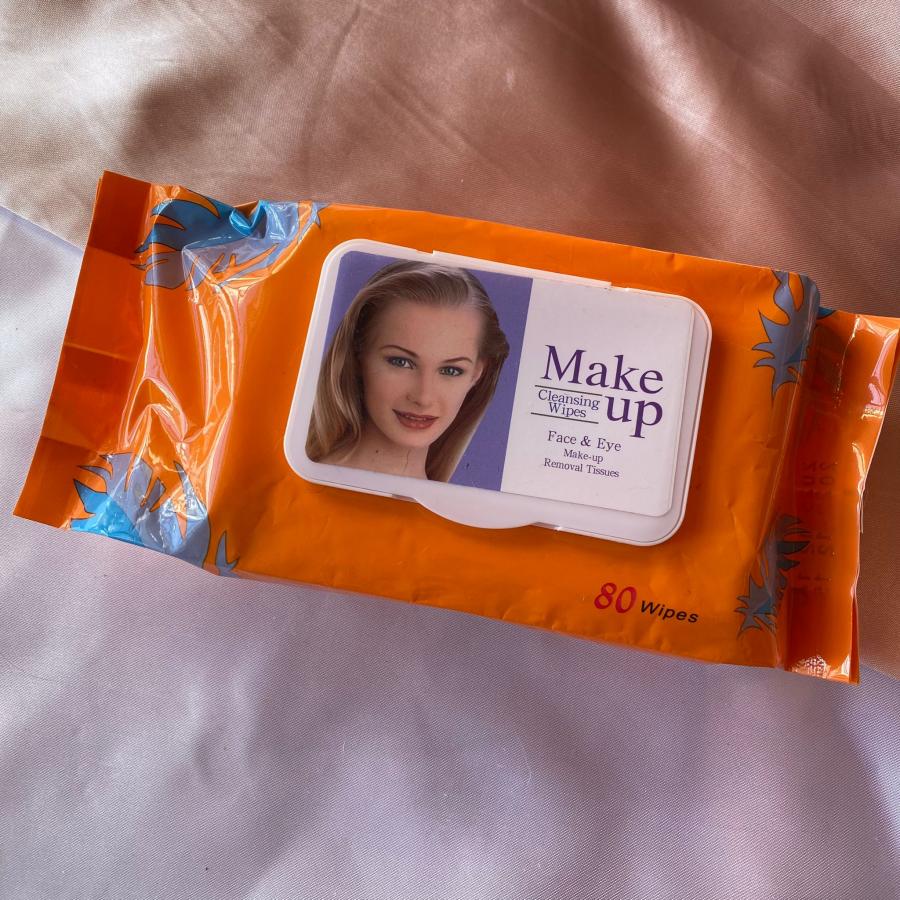 Make
Cleansing
Wipes
up
Face & Eye
Make-up
Removal Tissues
80 Wipes